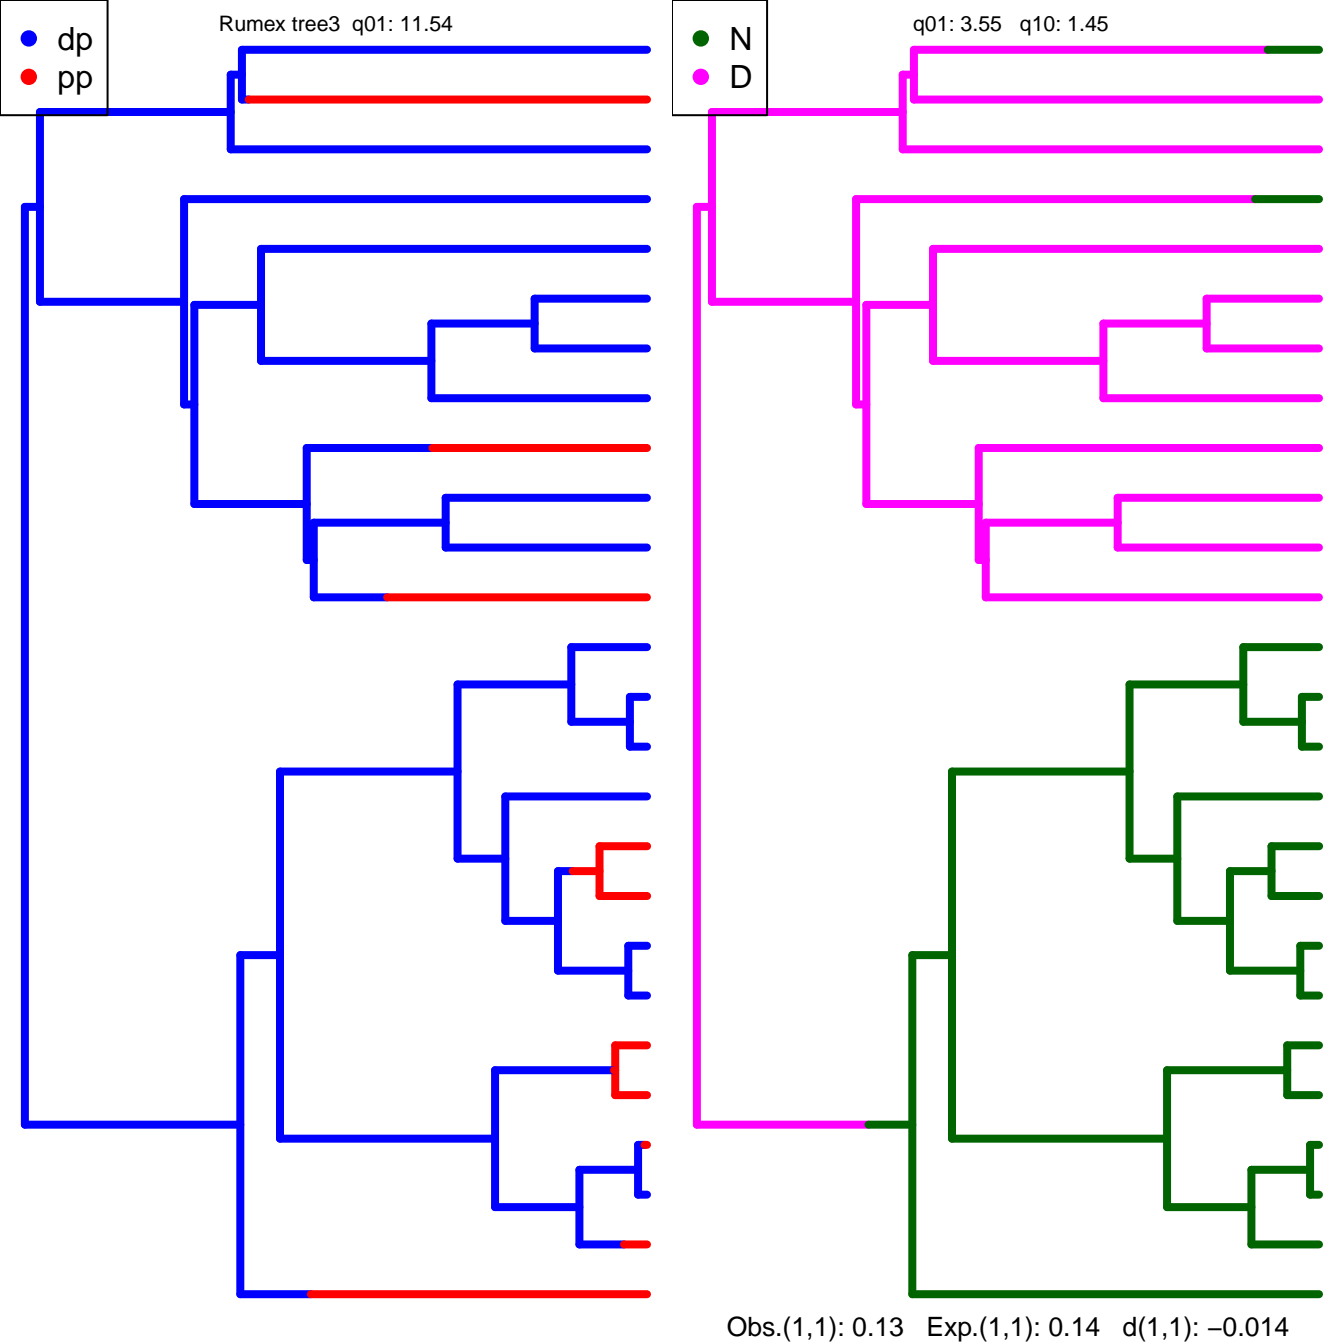 Rumex tree3 q01: 11.54
dp
pp
q01: 3.55 q10: 1.45
N
D
Obs.(1,1): 0.13 Exp.(1,1): 0.14 d(1,1): −0.014